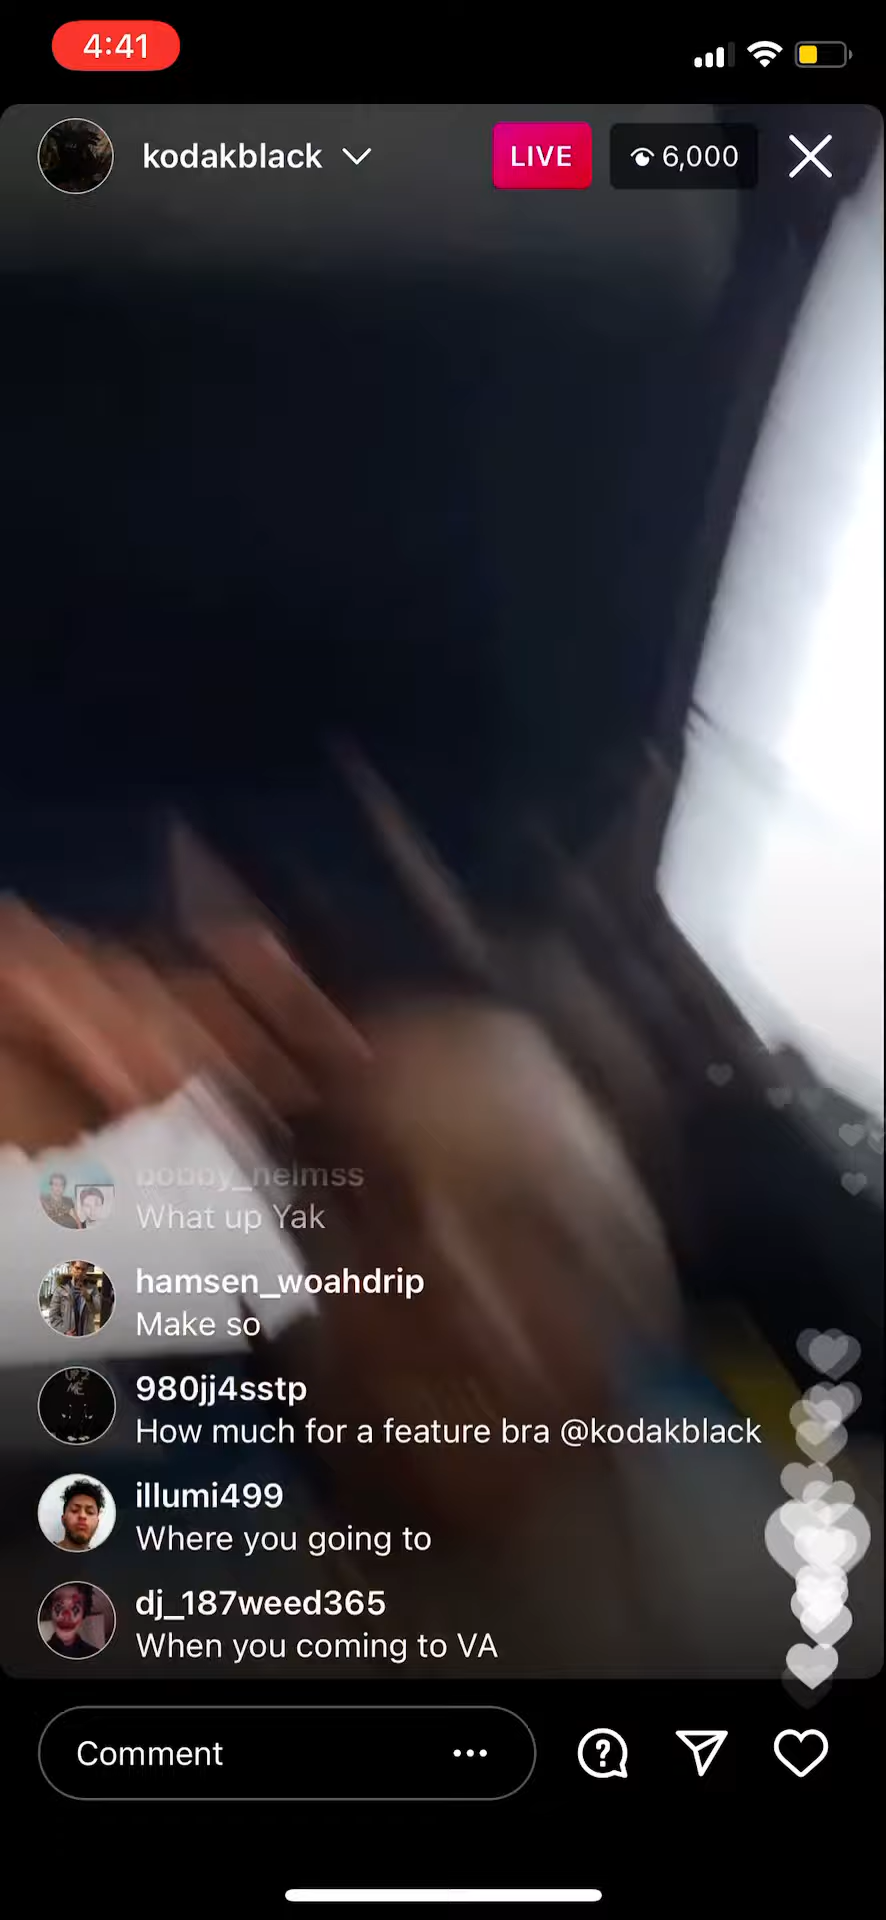 4:41
kodakblack
LIVE
6,000
bobby_nelmss
What up Yak
hamsen_woahdrip
Make so
980jj4sstp
How much for a feature bra @kodakblack
illumi499
Where you going to
dj_187weed365
When you coming to VA
Comment